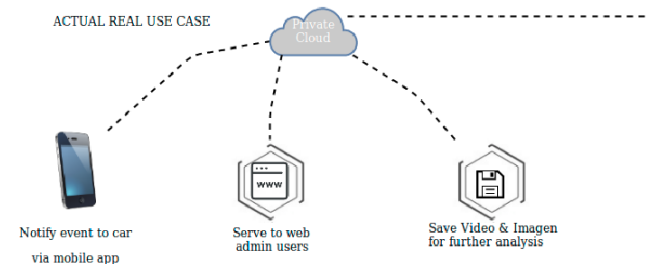 ACTUAL REAL USE CASE
Private
Cloud
www
Notify event to car
via mobile app
Serve to web
admin users
Save Video & Imagen
for further analysis